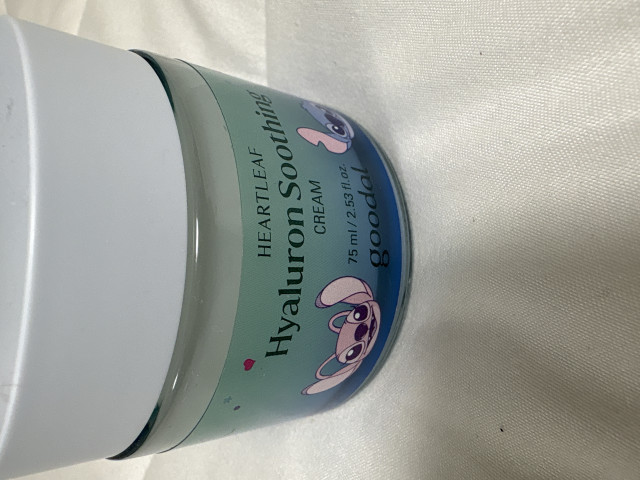 HEARTLEAF
Hyaluron Soothing
CREAM
75 ml / 2.53 fl.oz.
goodal